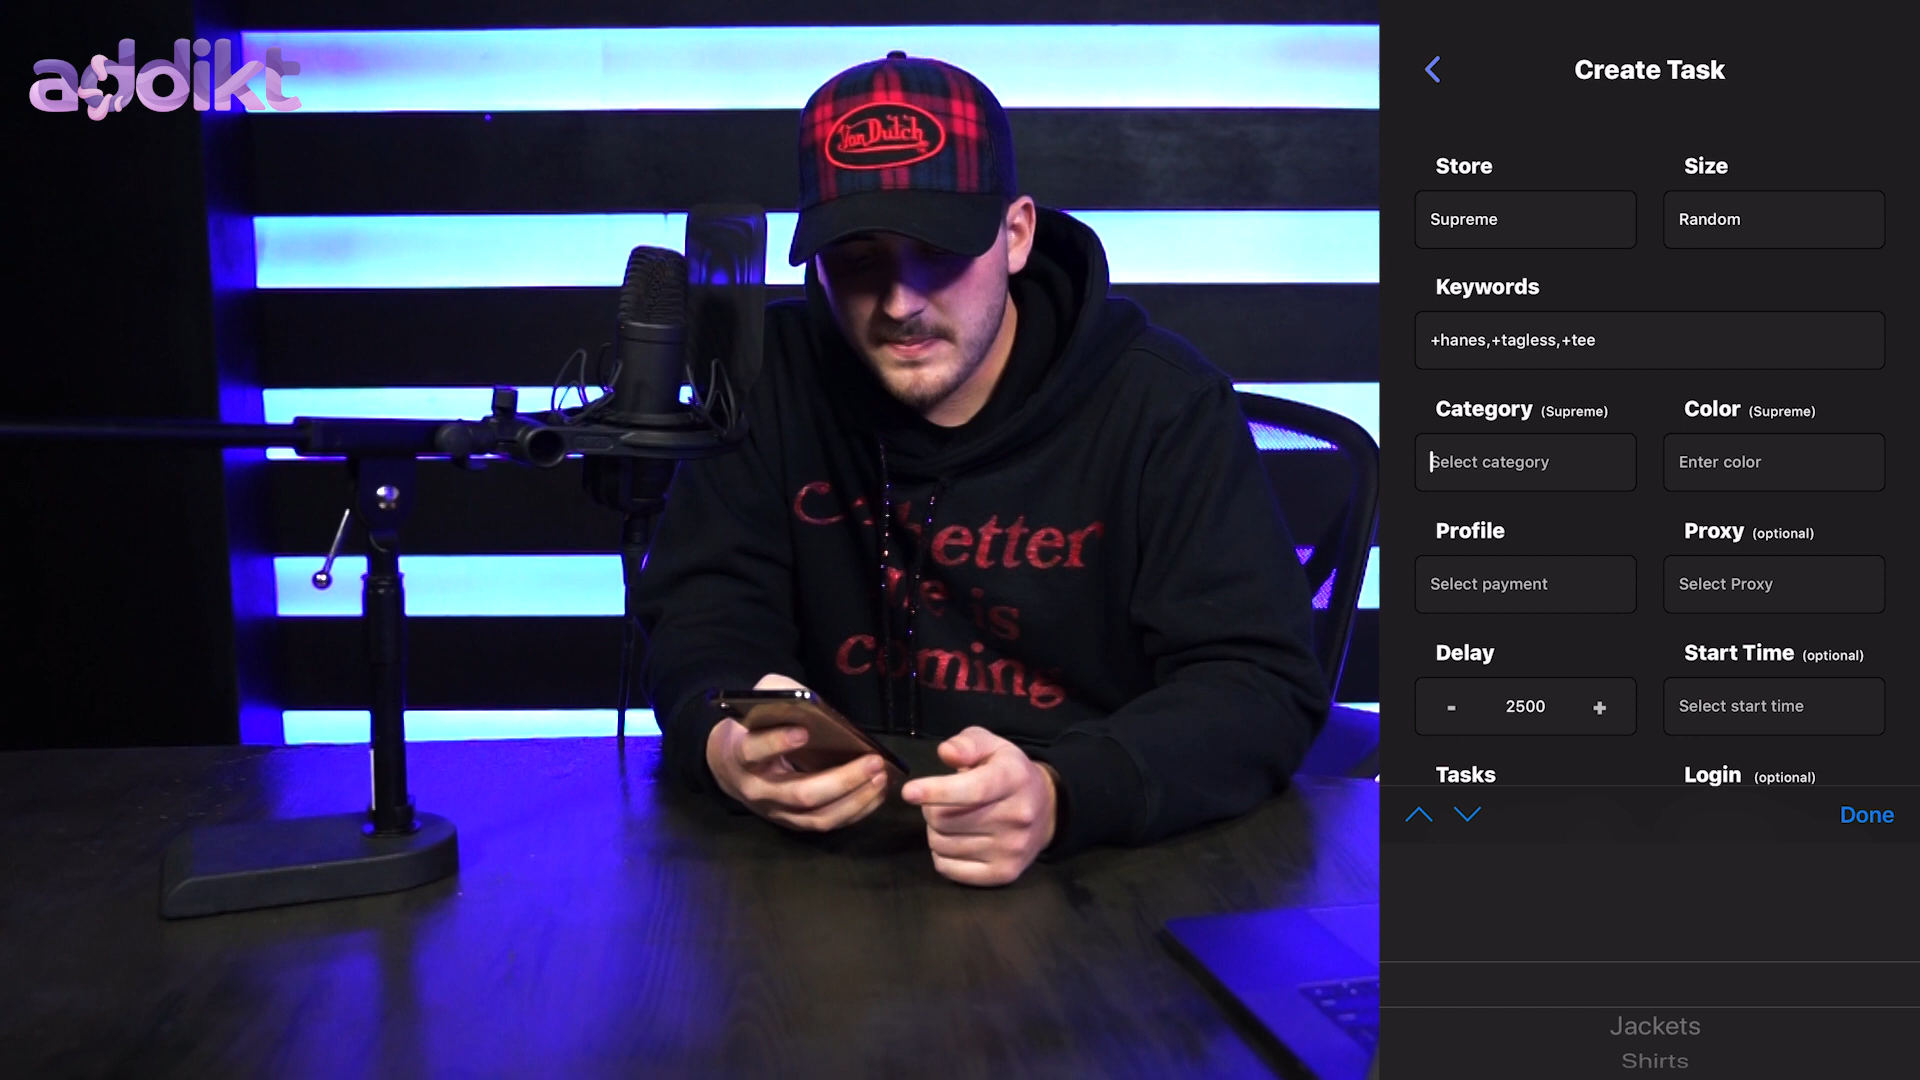 addikt
Von Dutch
etter
is
coming
Create Task
Store
Size
Supreme
Random
Keywords
+hanes,+tagless,+tee
Category (Supreme)
Color (Supreme)
Select category
Enter color
Profile
Proxy (optional)
Select payment
Select Proxy
Delay
Start Time (optional)
- 2500 +
Select start time
Tasks
Login (optional)
Done
Jackets
Shirts